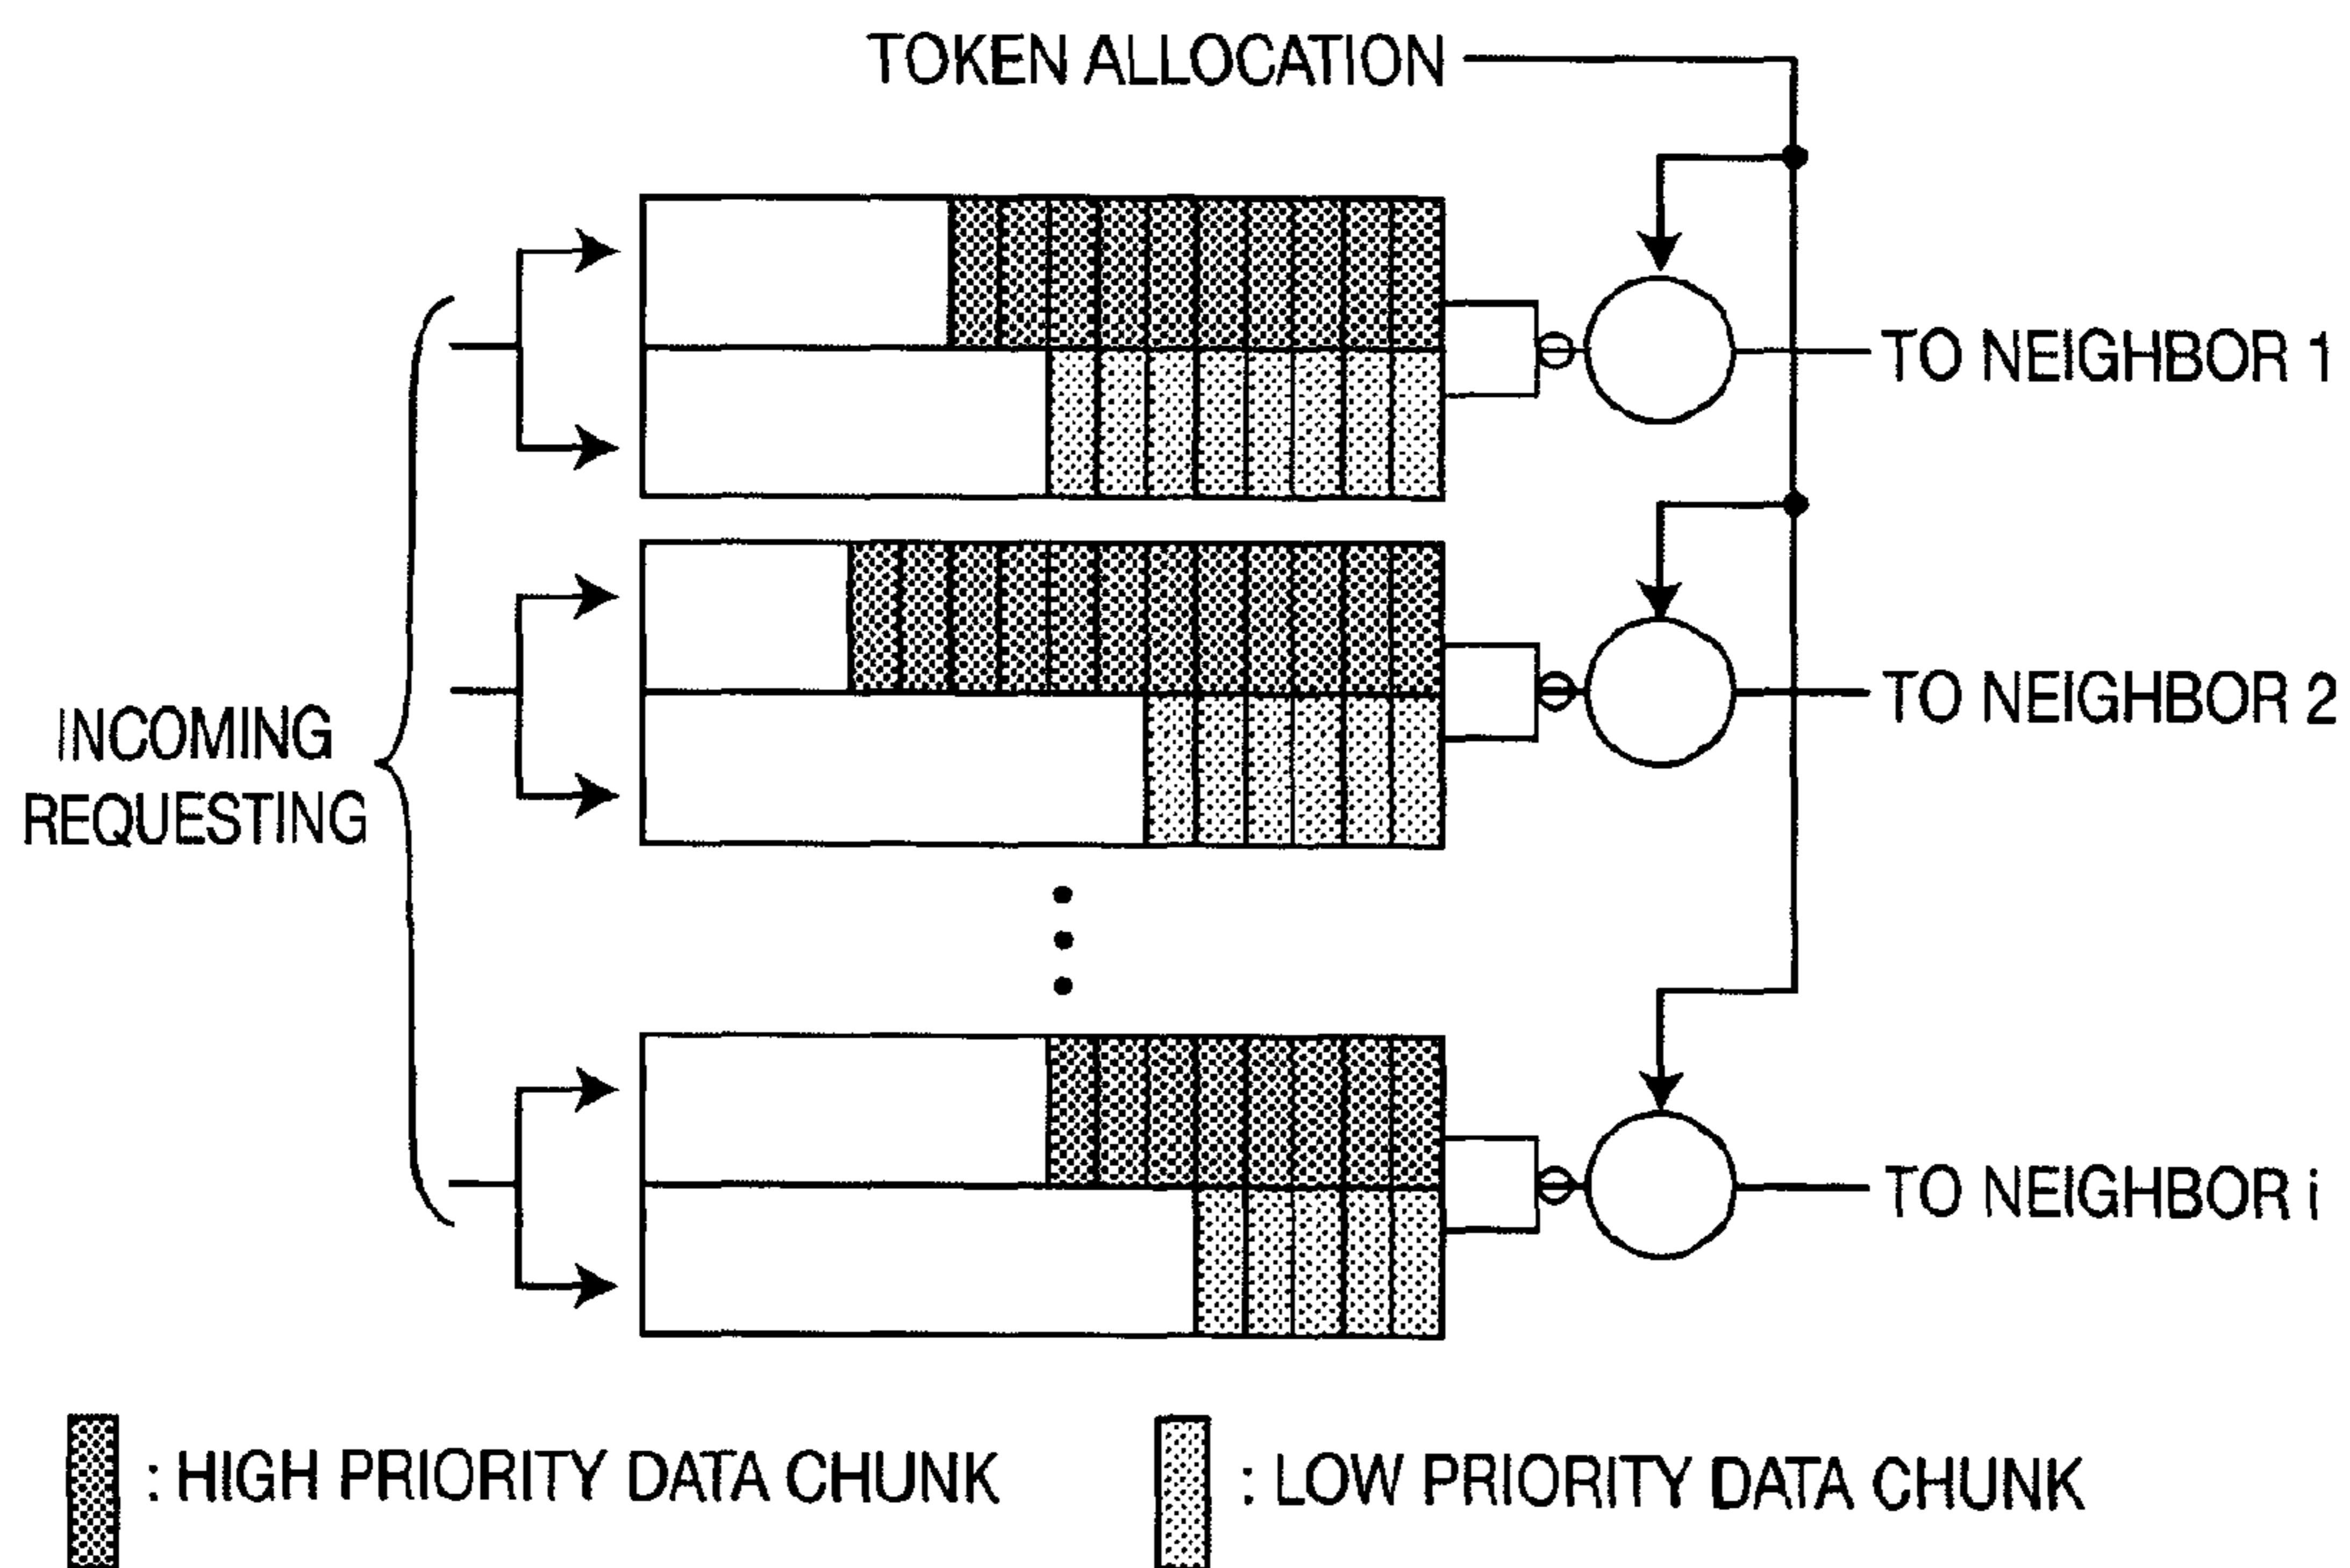 TOKEN ALLOCATION
TO NEIGHBOR 1
TO NEIGHBOR 2
INCOMING
REQUESTING
TO NEIGHBOR i
: HIGH PRIORITY DATA CHUNK
: LOW PRIORITY DATA CHUNK